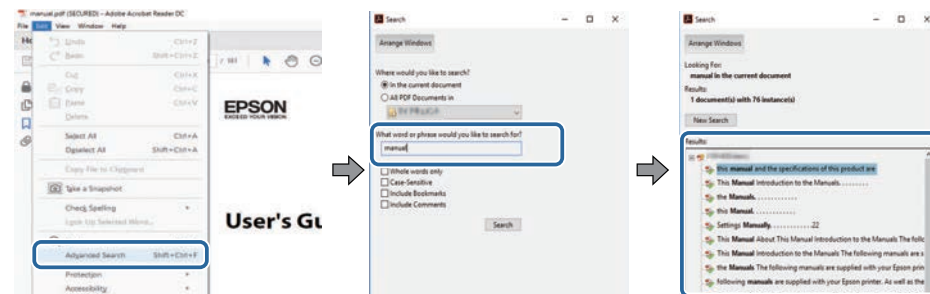 manual.pdf (SECURED) - Adobe Acrobat Reader DC
File Edit View Window Help
Undo Ctrl+Z
Redo Shift+Ctrl+Z
Cut Ctrl+X
Copy Ctrl+C
Paste Ctrl+V
Delete
Select All Ctrl+A
Deselect All Shift+Ctrl+A
Copy File to Clipboard
Take a Snapshot
Check Spelling
Look Up Selected Word...
Advanced Search Shift+Ctrl+F
Protection
Accessibility
EPSON
EXCEED YOUR VISION
User's Gu
Search
Arrange Windows
Where would you like to search?
In the current document
All PDF Documents in
What word or phrase would you like to search for?
manual
Whole words only
Case-Sensitive
Include Bookmarks
Include Comments
Search
Search
Arrange Windows
Looking For:
manual in the current document
Results:
1 document(s) with 76 instance(s)
New Search
Results:
this manual and the specifications of this product are
This Manual Introduction to the Manuals. . . . . . . . .
the Manuals. . . . . . . . . . . .
this Manual. . . . . . . . . . . .
Settings Manually. . . . . . . . . . . . .22
This Manual About This Manual Introduction to the Manuals The follo
This Manual Introduction to the Manuals The following manuals are s
the Manuals The following manuals are supplied with your Epson prin
following manuals are supplied with your Epson printer. As well as the